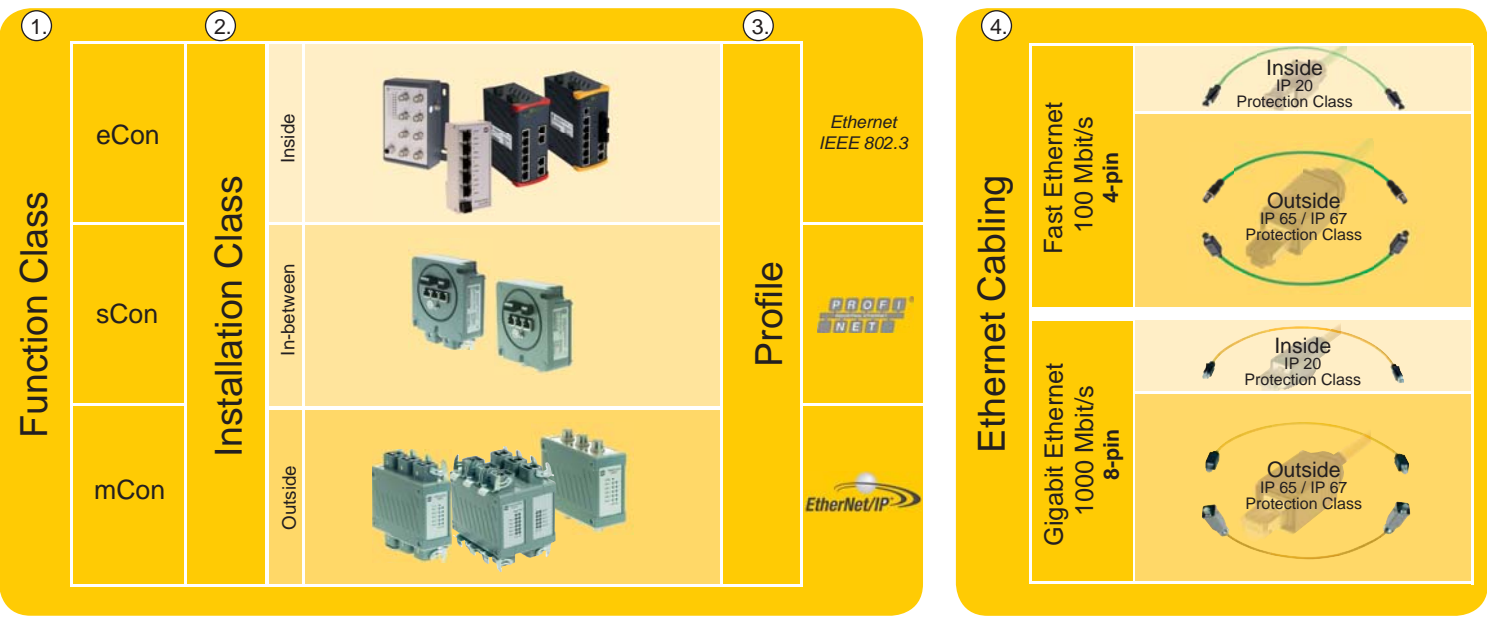 1.
Function Class
eCon
sCon
mCon
2.
Installation Class
Inside
In-between
Outside
3.
Profile
Ethernet
IEEE 802.3
PROFI
NET
EtherNet/IP
4.
Ethernet Cabling
Fast Ethernet
100 Mbit/s
4-pin
Inside
IP 20
Protection Class
Outside
IP 65 / IP 67
Protection Class
Gigabit Ethernet
1000 Mbit/s
8-pin
Inside
IP 20
Protection Class
Outside
IP 65 / IP 67
Protection Class